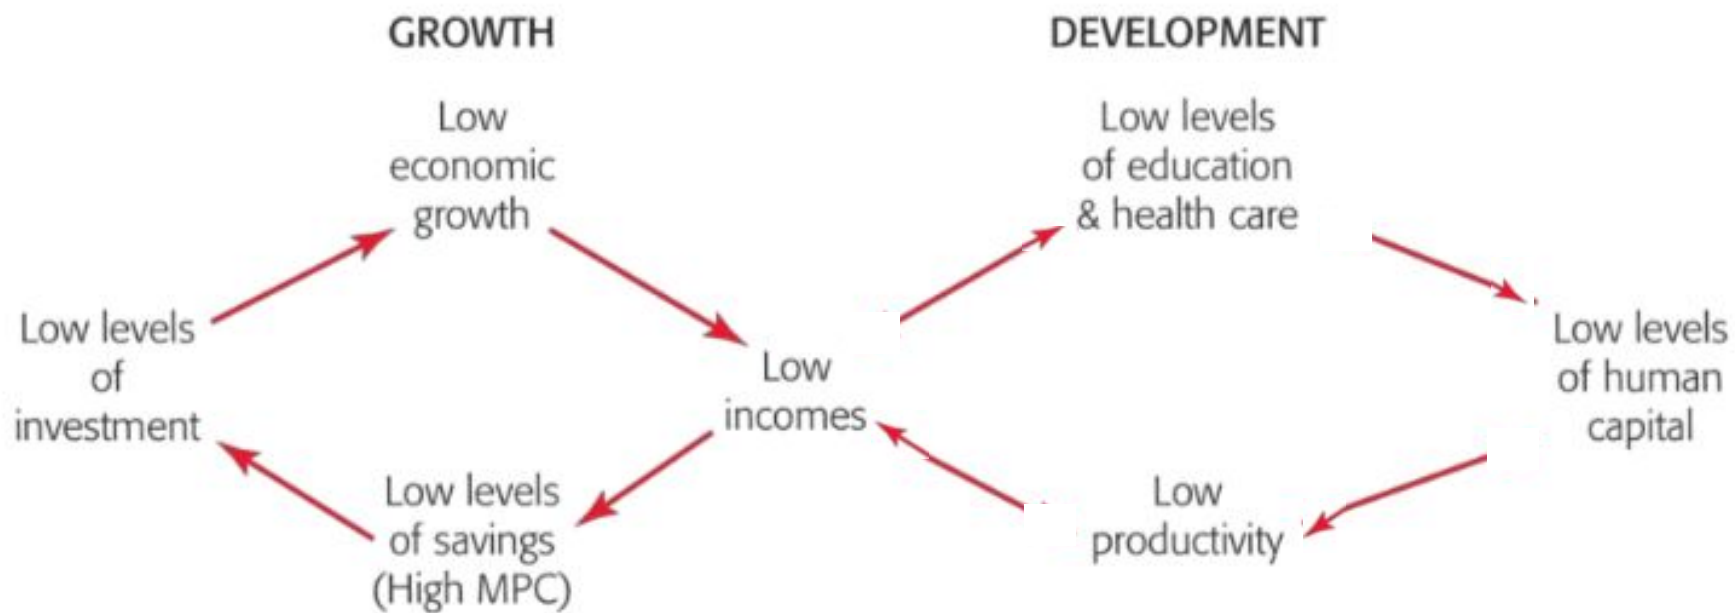 GROWTH
DEVELOPMENT
Low
economic
growth
Low levels
of education
& health care
Low levels
of
investment
Low
incomes
Low levels
of human
capital
Low levels
of savings
(High MPC)
Low
productivity